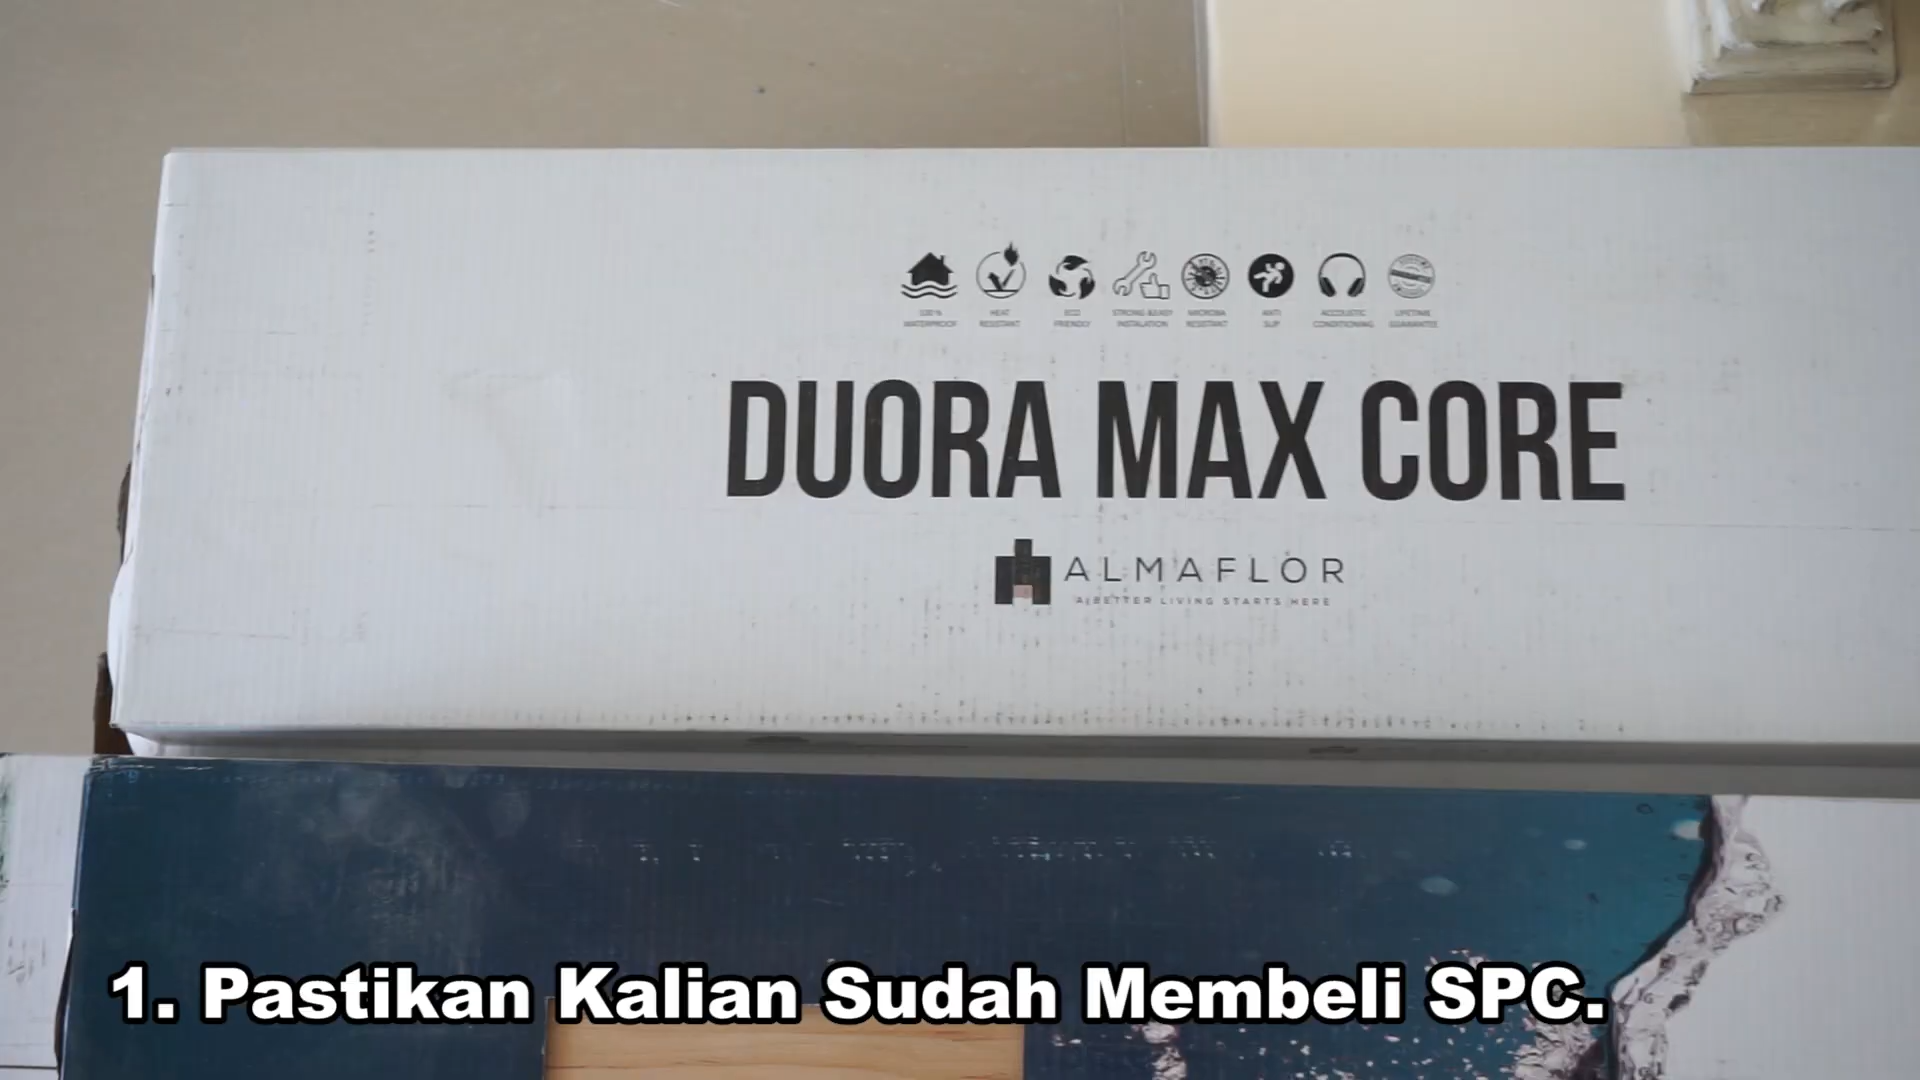 100% WATERPROOF
HEAT RESISTANT
ECO FRIENDLY
STRONG &EASY INSTALATION
MICROBA RESISTANT
ANTI SLIP
ACCOUSTIC CONDITIONING
LIFETIME GUARANTEE
DUORA MAX CORE
ALMAFLOR
A BETTER LIVING STARTS HERE
1. Pastikan Kalian Sudah Membeli SPC.